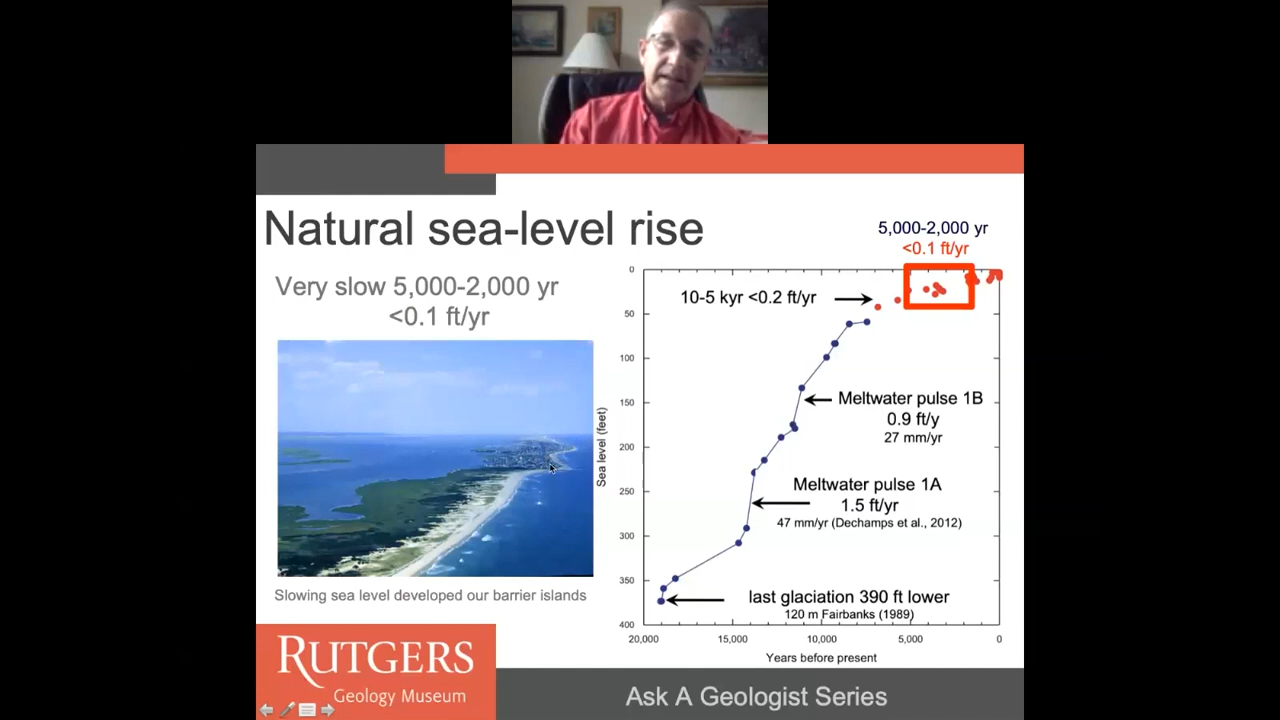 Natural sea-level rise
Very slow 5,000-2,000 yr
<0.1 ft/yr
Slowing sea level developed our barrier islands
5,000-2,000 yr
<0.1 ft/yr
10-5 kyr <0.2 ft/yr
Meltwater pulse 1B
0.9 ft/y
27 mm/yr
Meltwater pulse 1A
1.5 ft/yr
47 mm/yr (Dechamps et al., 2012)
last glaciation 390 ft lower
120 m Fairbanks (1989)
Sea level (feet)
0
50
100
150
200
250
300
350
400
20,000 15,000 10,000 5,000 0
Years before present
RUTGERS
Geology Museum
Ask A Geologist Series